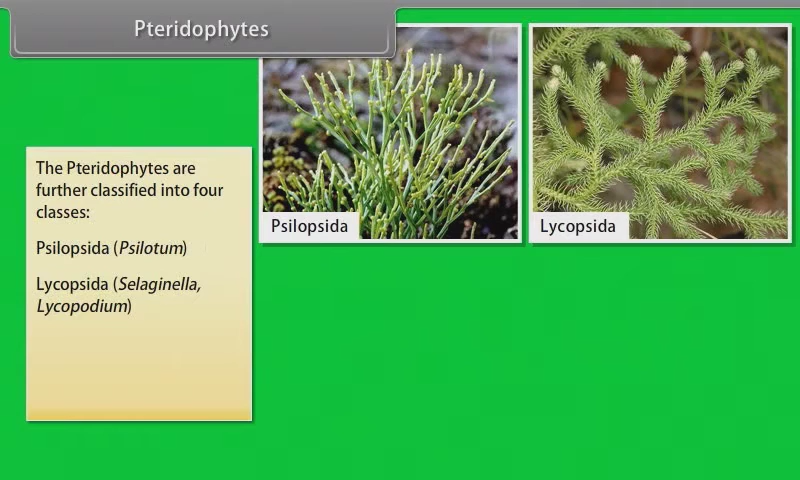 Pteridophytes
The Pteridophytes are
further classified into four
classes:
Psilopsida (Psilotum)
Lycopsida (Selaginella,
Lycopodium)
Psilopsida
Lycopsida